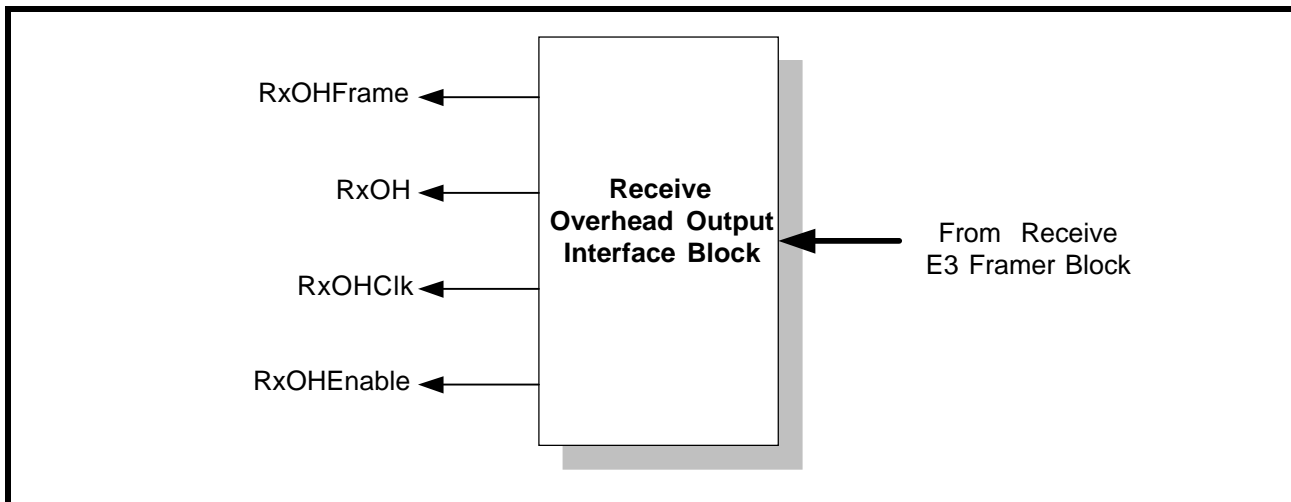 RxOHFrame
RxOH
RxOHClk
RxOHEnable
Receive
Overhead Output
Interface Block
From Receive
E3 Framer Block